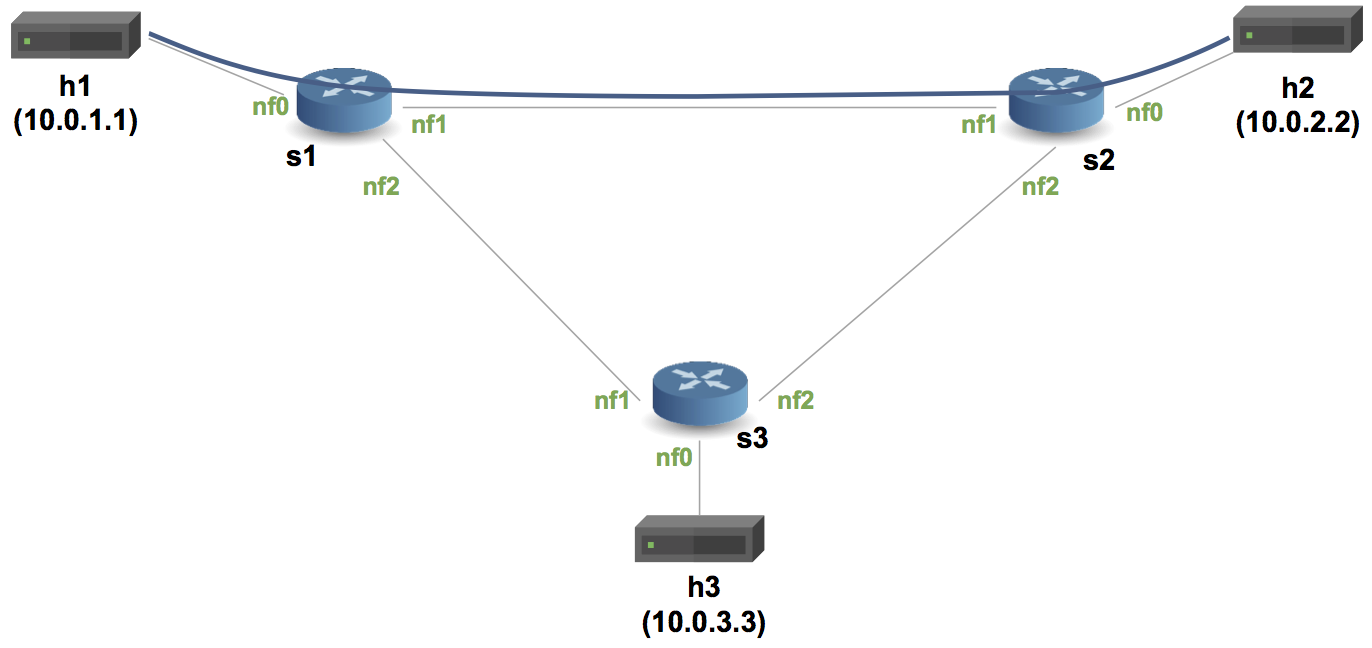 h1
(10.0.1.1)
nf0
nf1
s1
nf2
nf1
nf0
s2
nf2
h2
(10.0.2.2)
nf1
nf2
s3
nf0
h3
(10.0.3.3)